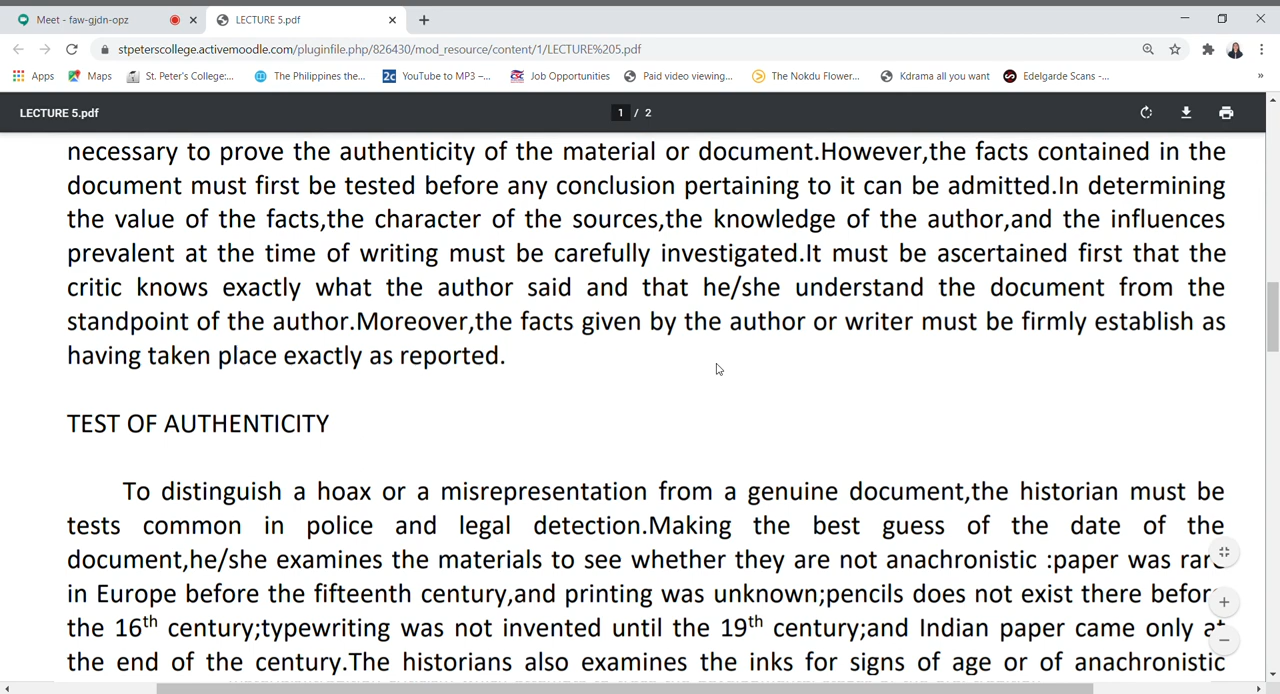 Meet - faw-gjdn-opz
LECTURE 5.pdf
stpeterscollege.activemoodle.com/pluginfile.php/826430/mod_resource/content/1/LECTURE%205.pdf
Apps Maps St. Peter's College:... The Philippines the... YouTube to MP3 –... Job Opportunities Paid video viewing... The Nokdu Flower... Kdrama all you want Edelgarde Scans -... »
LECTURE 5.pdf 1 / 2
necessary to prove the authenticity of the material or document.However,the facts contained in the
document must first be tested before any conclusion pertaining to it can be admitted.In determining
the value of the facts,the character of the sources,the knowledge of the author,and the influences
prevalent at the time of writing must be carefully investigated.It must be ascertained first that the
critic knows exactly what the author said and that he/she understand the document from the
standpoint of the author.Moreover,the facts given by the author or writer must be firmly establish as
having taken place exactly as reported.
TEST OF AUTHENTICITY
To distinguish a hoax or a misrepresentation from a genuine document,the historian must be
tests common in police and legal detection.Making the best guess of the date of the
document,he/she examines the materials to see whether they are not anachronistic :paper was rare
in Europe before the fifteenth century,and printing was unknown;pencils does not exist there before
the 16th century;typewriting was not invented until the 19th century;and Indian paper came only at
the end of the century.The historians also examines the inks for signs of age or of anachronistic